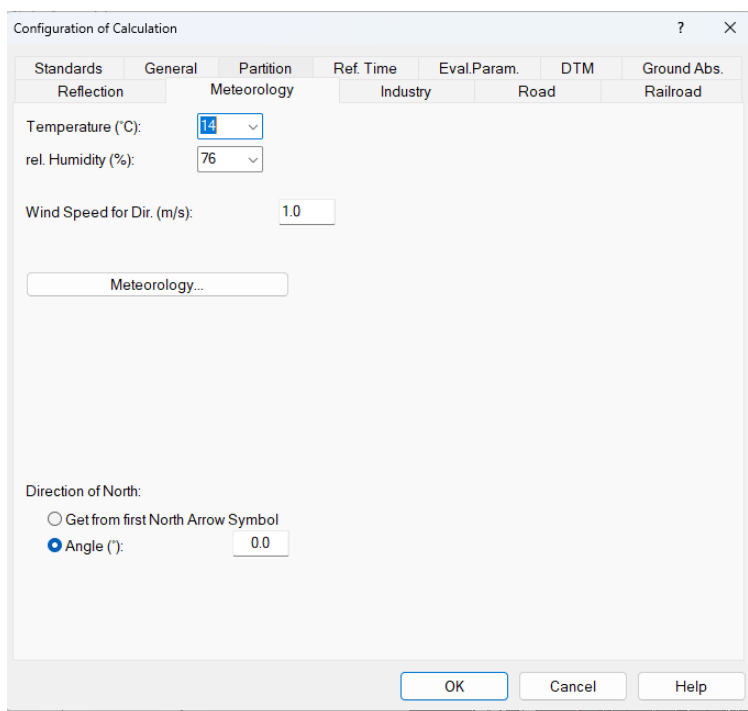 Configuration of Calculation ? ×
Standards General Partition Ref. Time Eval.Param. DTM Ground Abs.
Reflection Meteorology Industry Road Railroad
Temperature (°C): 14
rel. Humidity (%): 76
Wind Speed for Dir. (m/s): 1.0
Meteorology...
Direction of North:
Get from first North Arrow Symbol
Angle (°): 0.0
OK Cancel Help